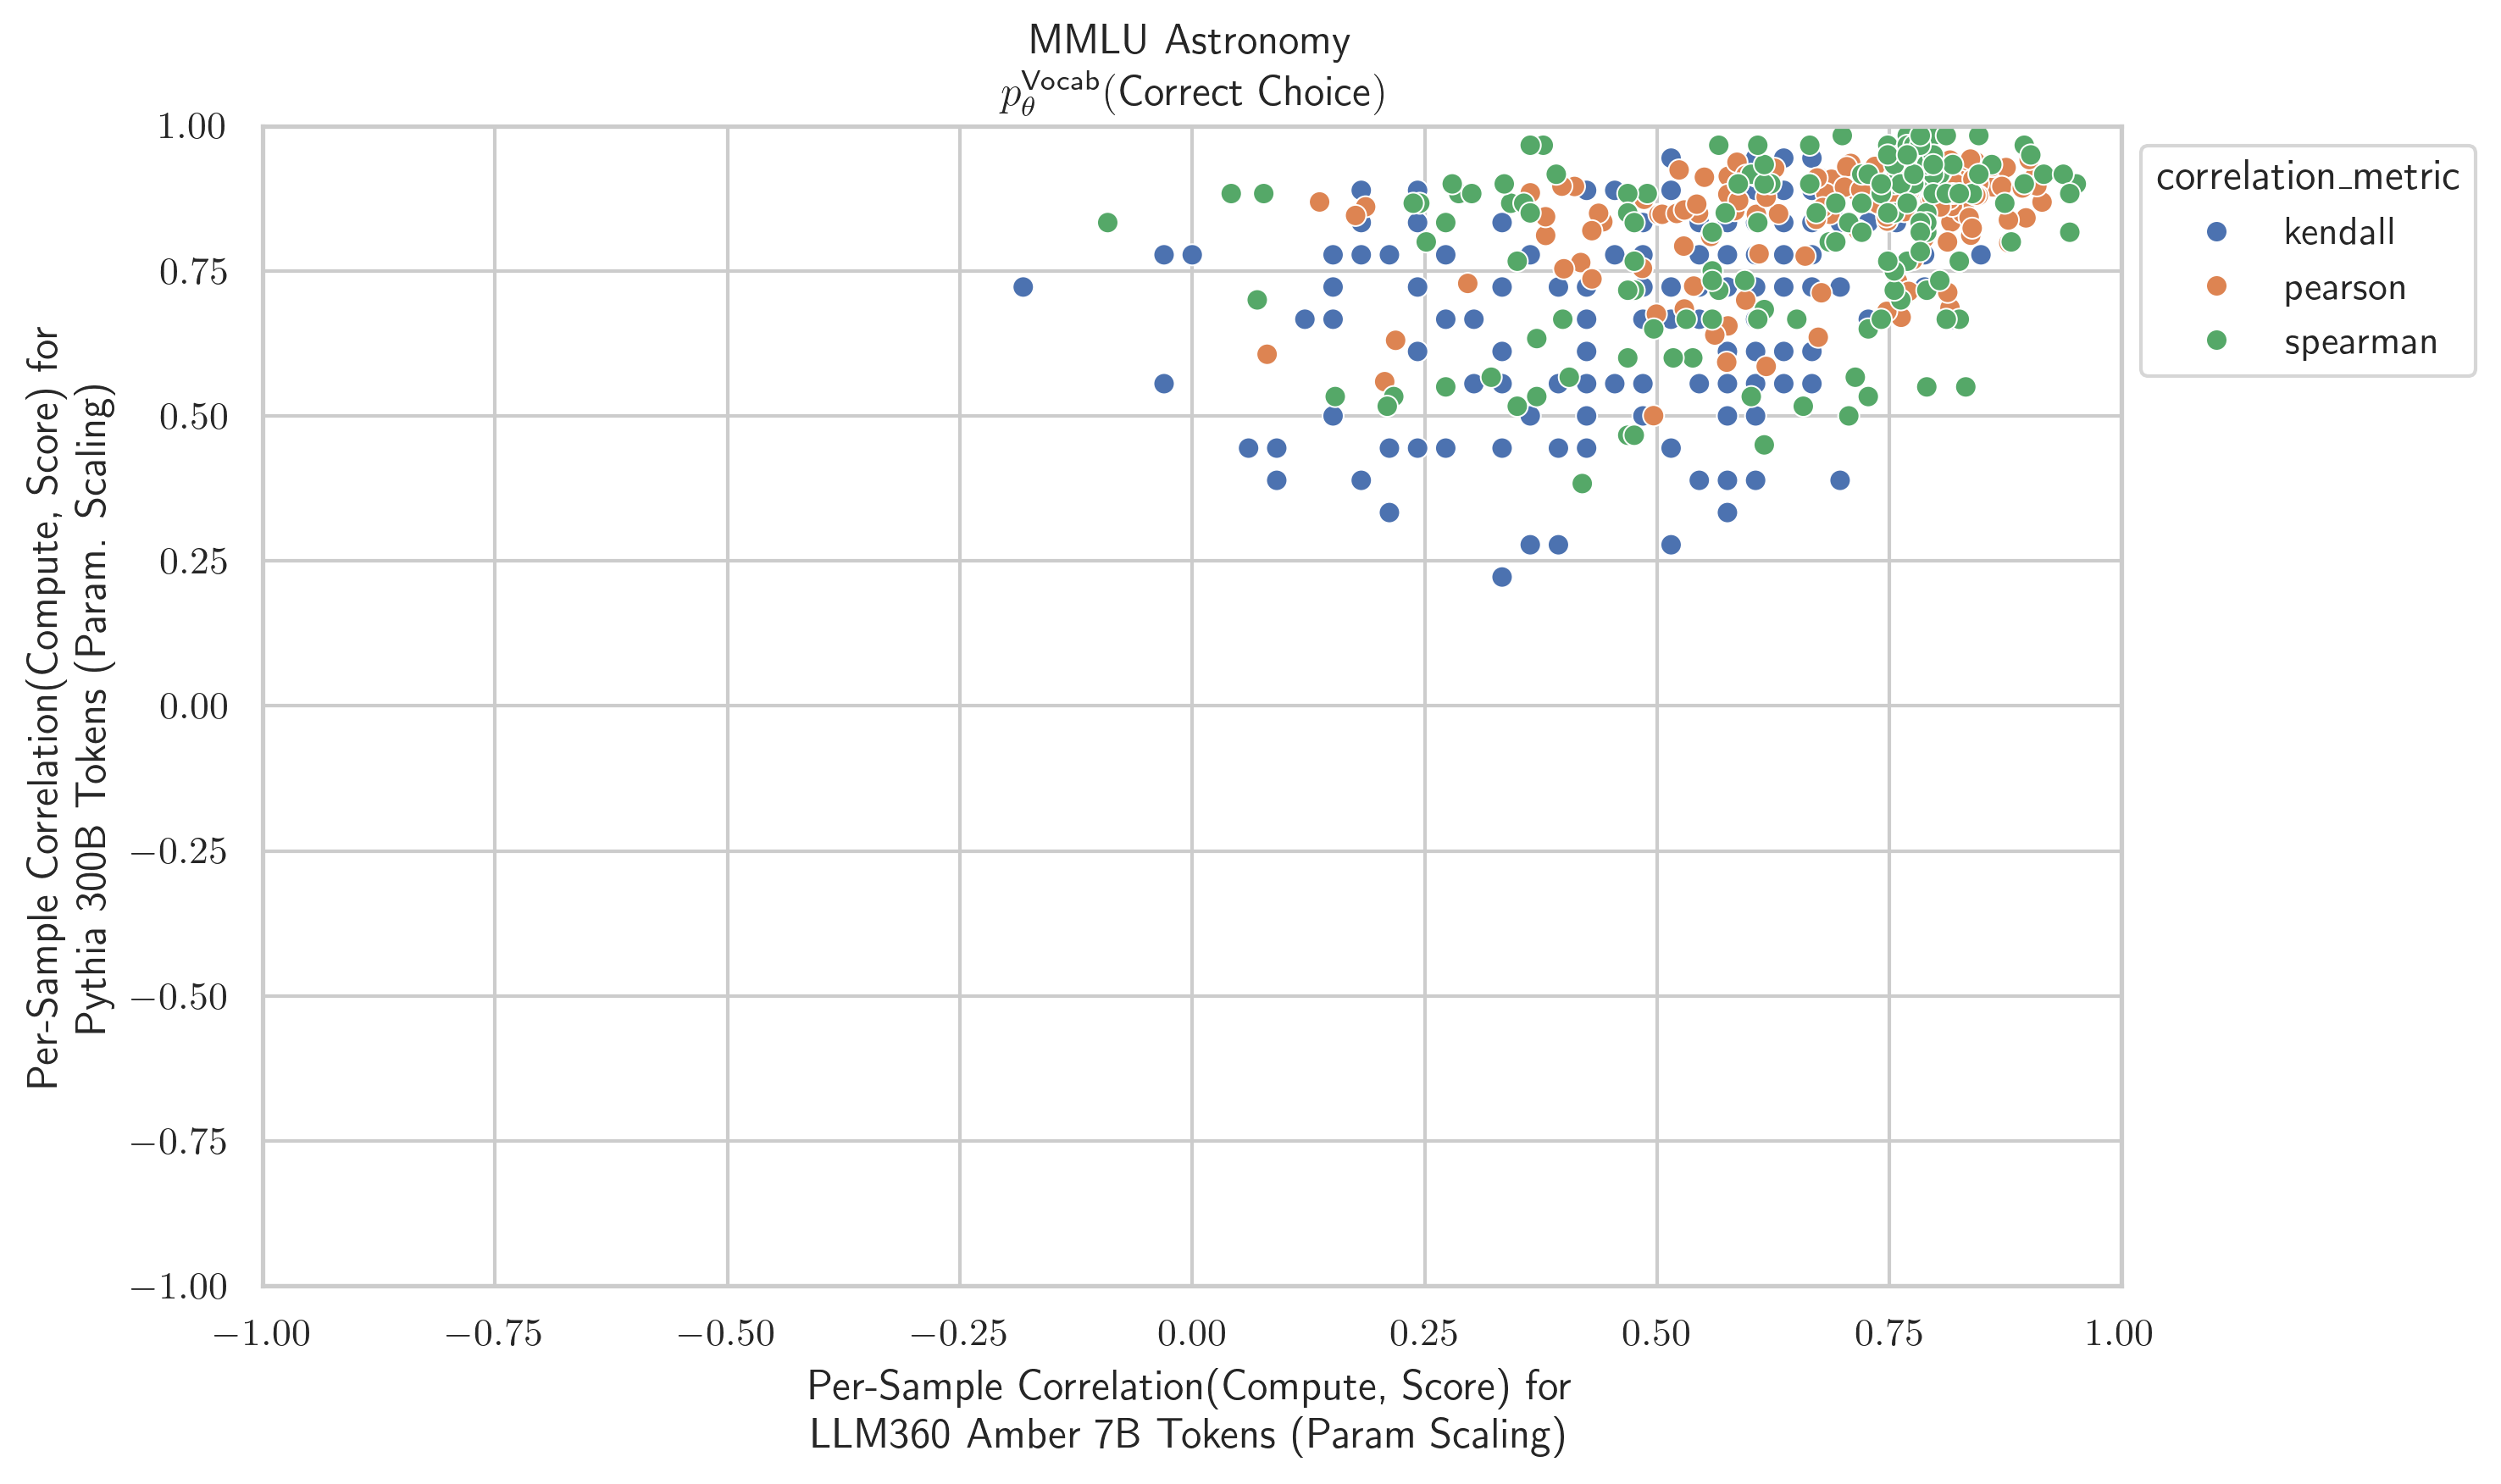 MMLU Astronomy
p_θ^Vocab(Correct Choice)
1.00
0.75
0.50
0.25
0.00
−0.25
−0.50
−0.75
−1.00
Per-Sample Correlation(Compute, Score) for
Pythia 300B Tokens (Param. Scaling)
correlation_metric
kendall
pearson
spearman
−1.00 −0.75 −0.50 −0.25 0.00 0.25 0.50 0.75 1.00
Per-Sample Correlation(Compute, Score) for
LLM360 Amber 7B Tokens (Param Scaling)